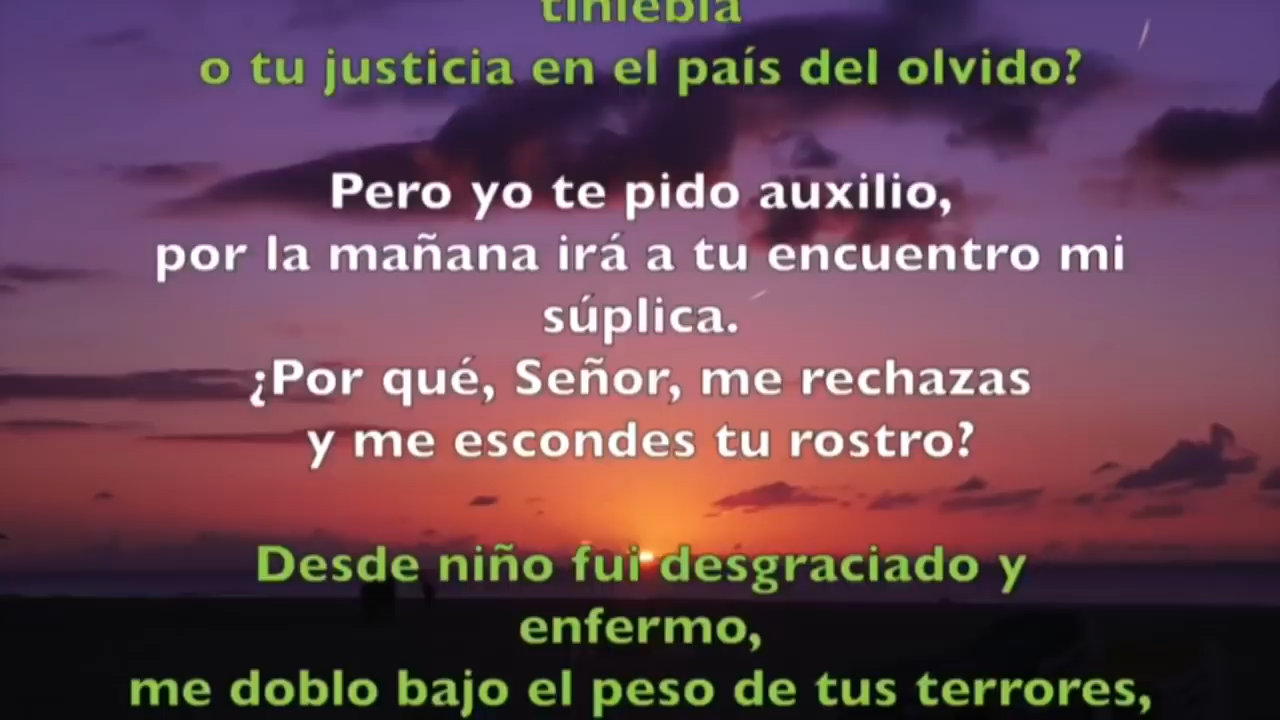 tiniebla
o tu justicia en el país del olvido?
Pero yo te pido auxilio,
por la mañana irá a tu encuentro mi
súplica.
¿Por qué, Señor, me rechazas
y me escondes tu rostro?
Desde niño fui desgraciado y
enfermo,
me doblo bajo el peso de tus terrores,